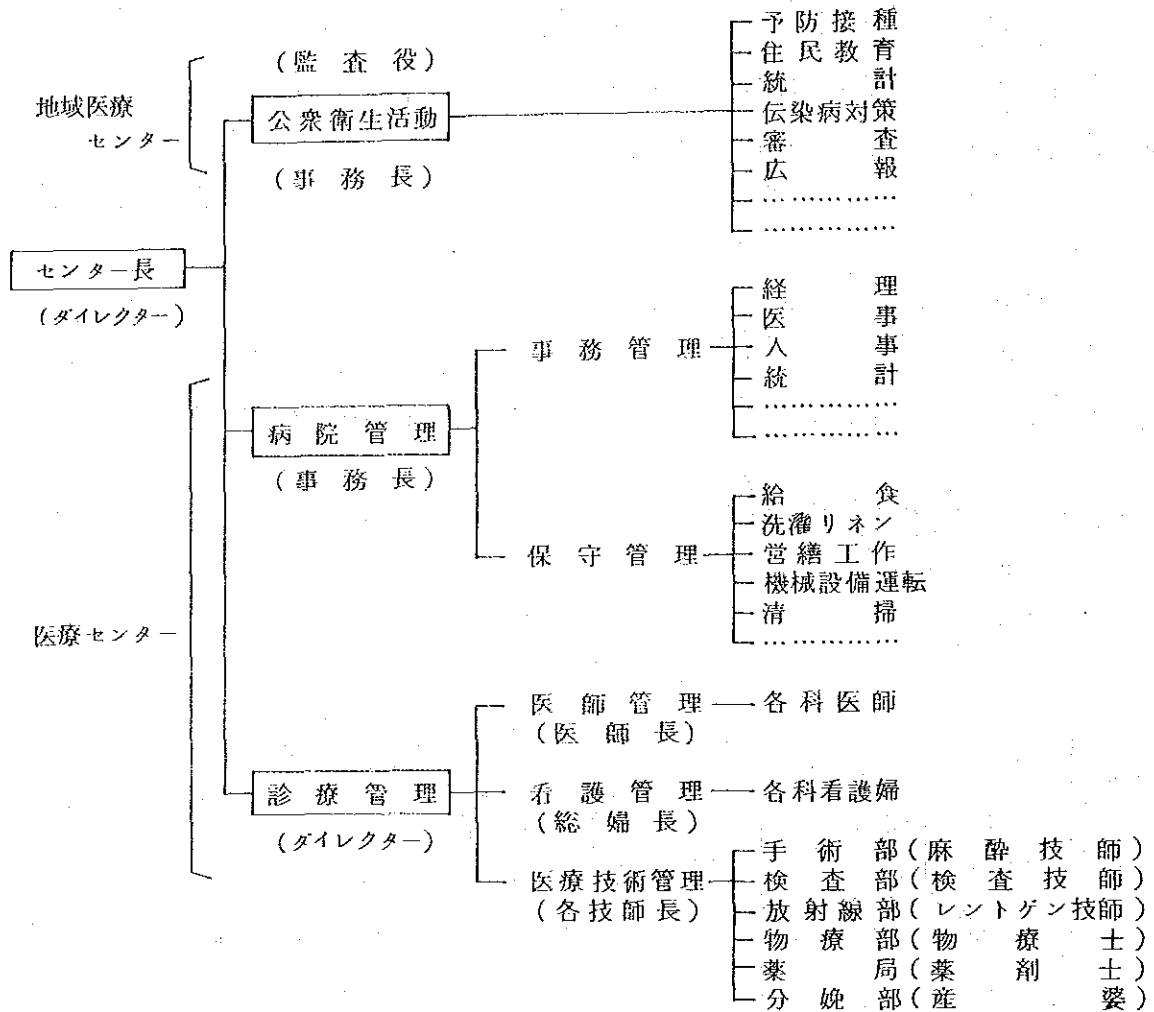 地域医療
センター
(監査役)
公衆衛生活動
(事務長)
予防接種
住民教育
統計
伝染病対策
審査
広報
……………
……………
センター長
(ダイレクター)
医療センター
病院管理
(事務長)
事務管理
経理
医事
人事
統計
……………
……………
保守管理
給食
洗濯リネン
営繕工作
機械設備運転
清掃
……………
診療管理
(ダイレクター)
医師管理
(医師長)
各科医師
看護管理
(総婦長)
各科看護婦
医療技術管理
(各技師長)
手術部(麻酔技師)
検査部(検査技師)
放射線部(レントゲン技師)
物療部(物療士)
薬局(薬剤士)
分娩部(産婆)